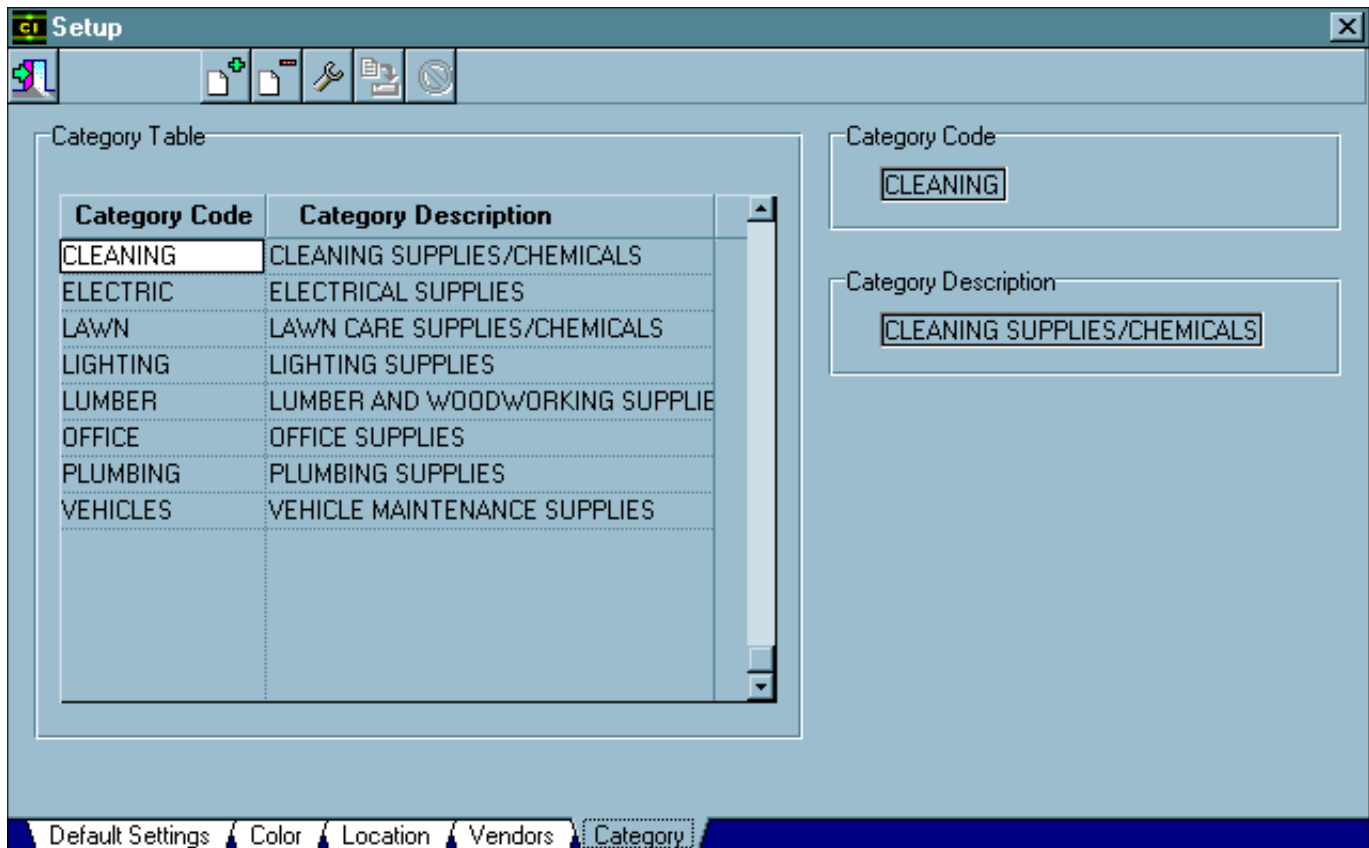 CI Setup
Category Table
Category Code Category Description
CLEANING CLEANING SUPPLIES/CHEMICALS
ELECTRIC ELECTRICAL SUPPLIES
LAWN LAWN CARE SUPPLIES/CHEMICALS
LIGHTING LIGHTING SUPPLIES
LUMBER LUMBER AND WOODWORKING SUPPLIE
OFFICE OFFICE SUPPLIES
PLUMBING PLUMBING SUPPLIES
VEHICLES VEHICLE MAINTENANCE SUPPLIES
Category Code
CLEANING
Category Description
CLEANING SUPPLIES/CHEMICALS
Default Settings Color Location Vendors Category